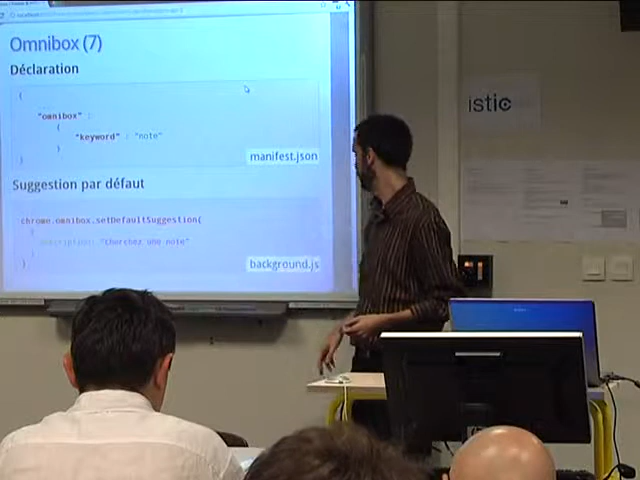 Omnibox (7)
Déclaration
{
"omnibox" :
{
"keyword" : "note"
}
}
manifest.json
Suggestion par défaut
chrome.omnibox.setDefaultSuggestion(
{
description: "Cherchez une note"
}
)
background.js
istic